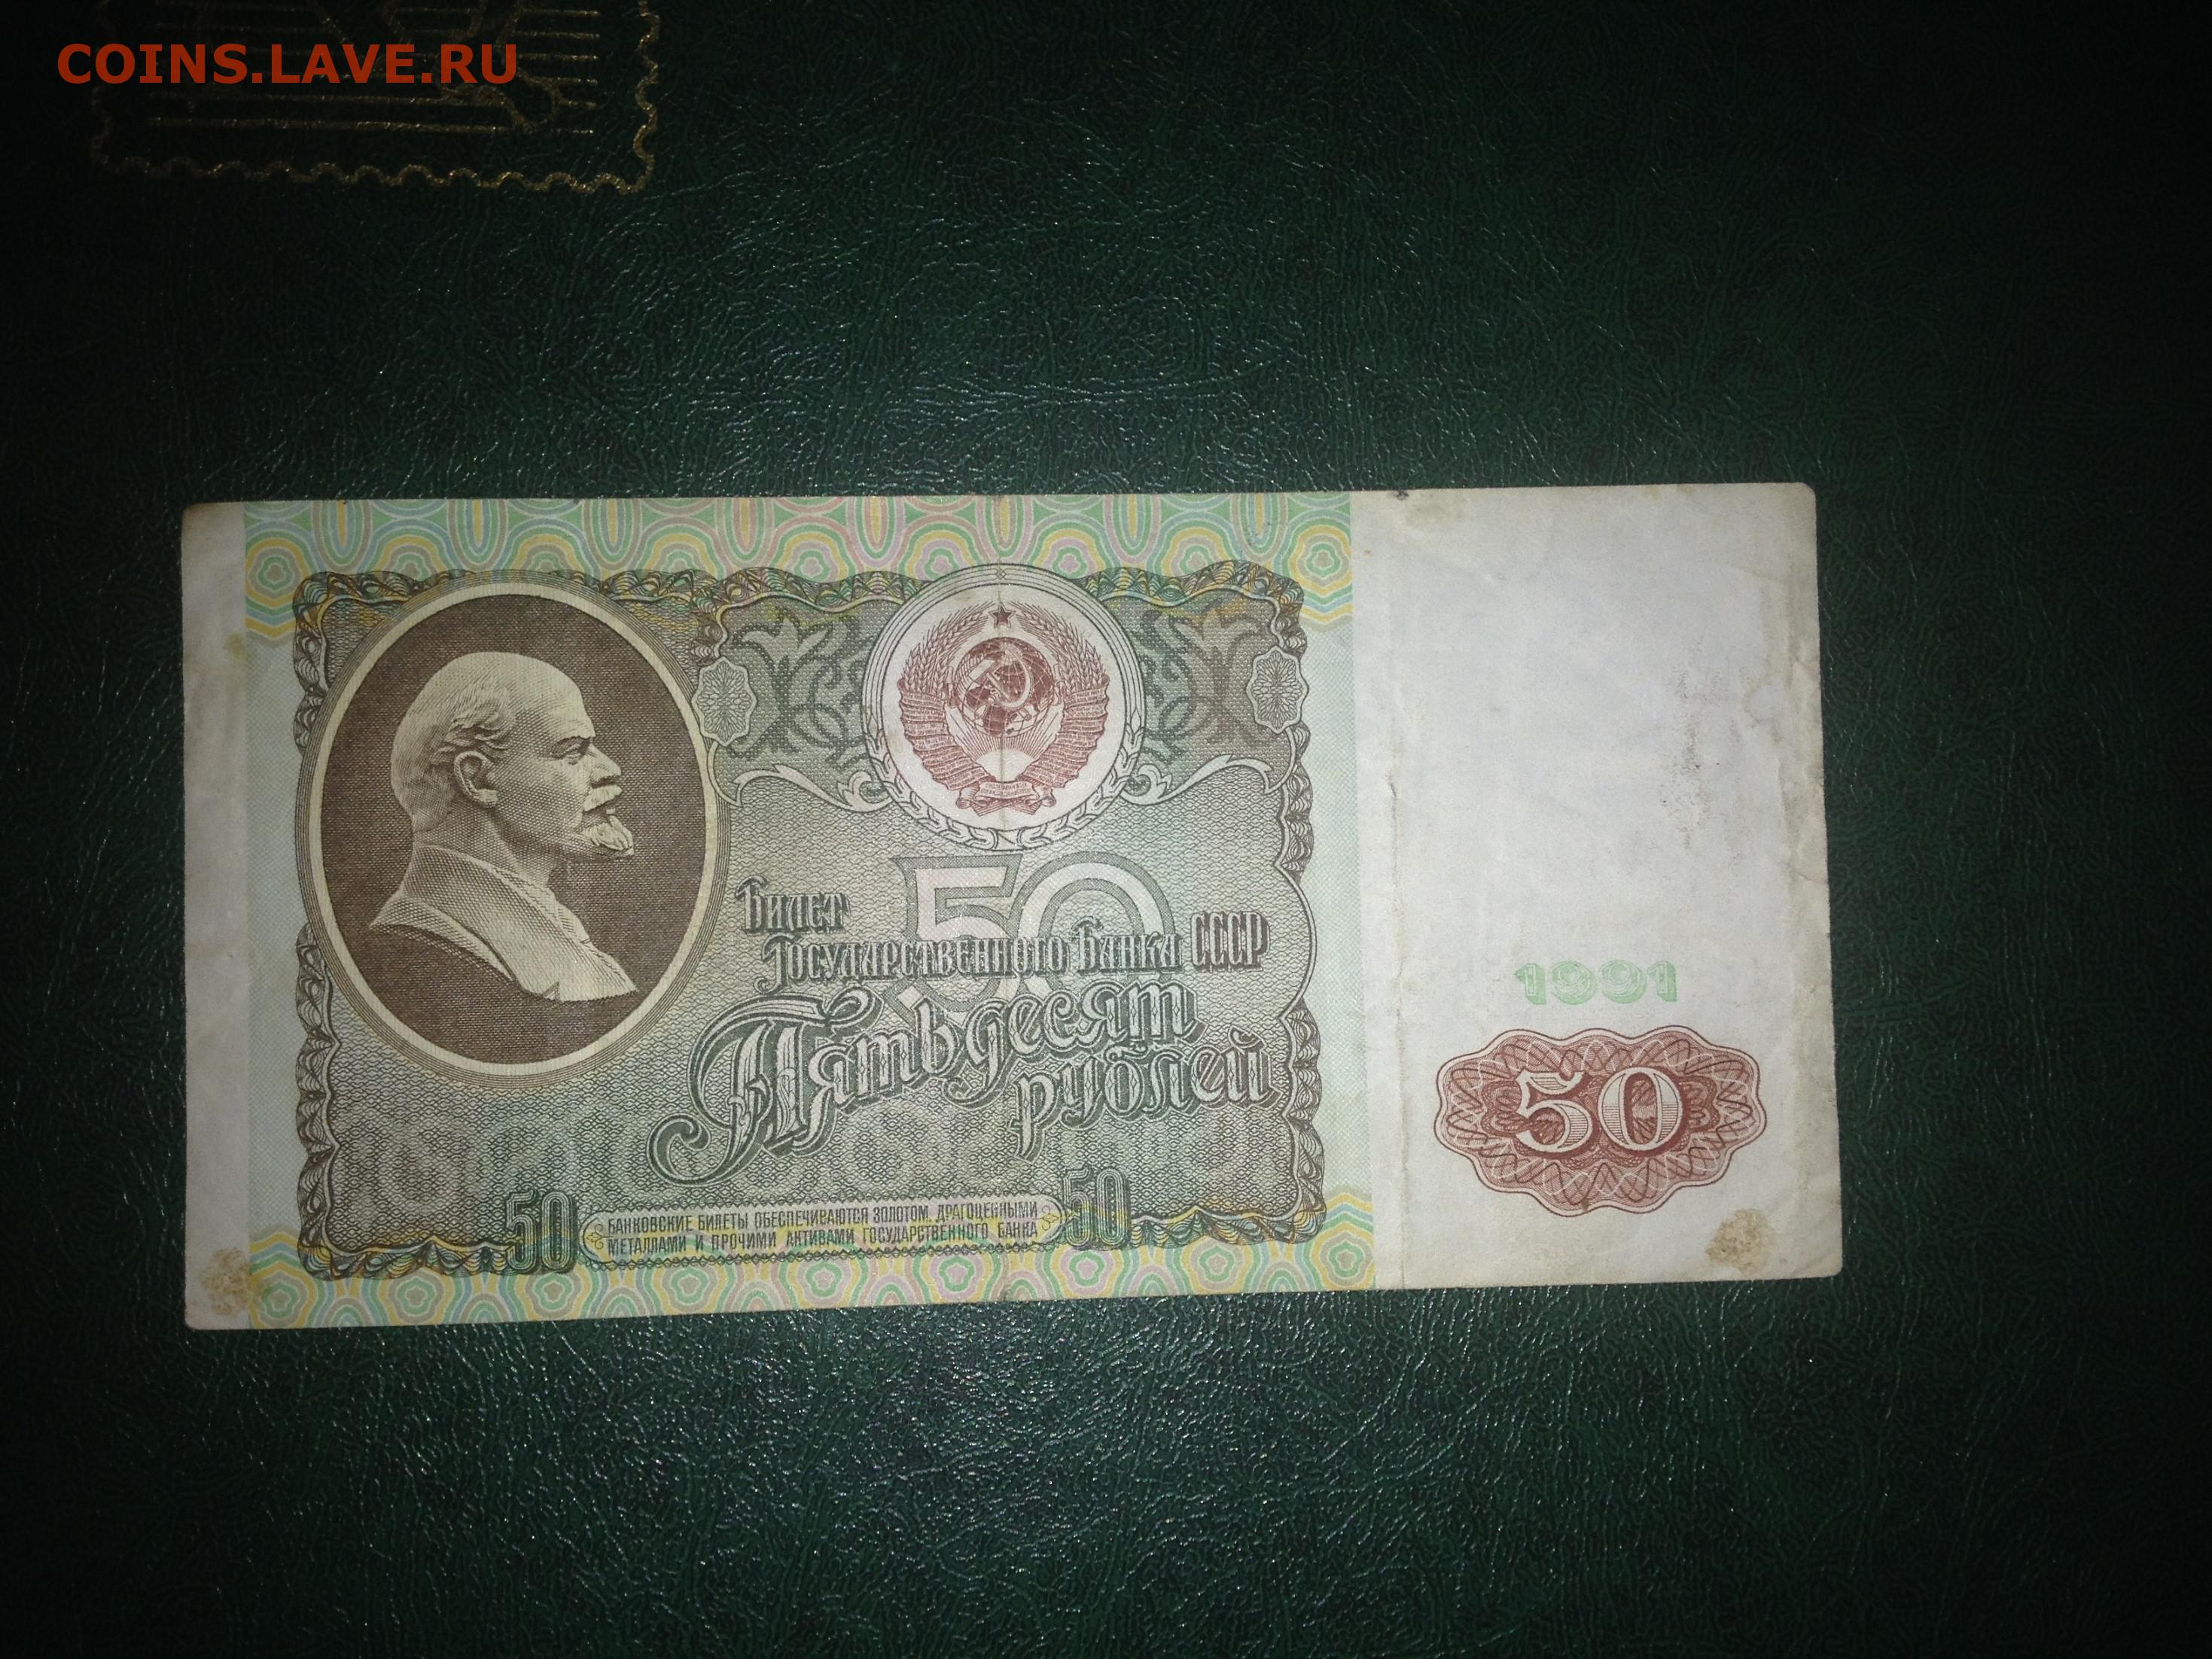 COINS.LAVE.RU
50
Билет
Государственного Банка СССР
Пятьдесят
рублей
50 БАНКОВСКИЕ БИЛЕТЫ ОБЕСПЕЧИВАЮТСЯ ЗОЛОТОМ, ДРАГОЦЕННЫМИ 50
МЕТАЛЛАМИ И ПРОЧИМИ АКТИВАМИ ГОСУДАРСТВЕННОГО БАНКА
1991
50